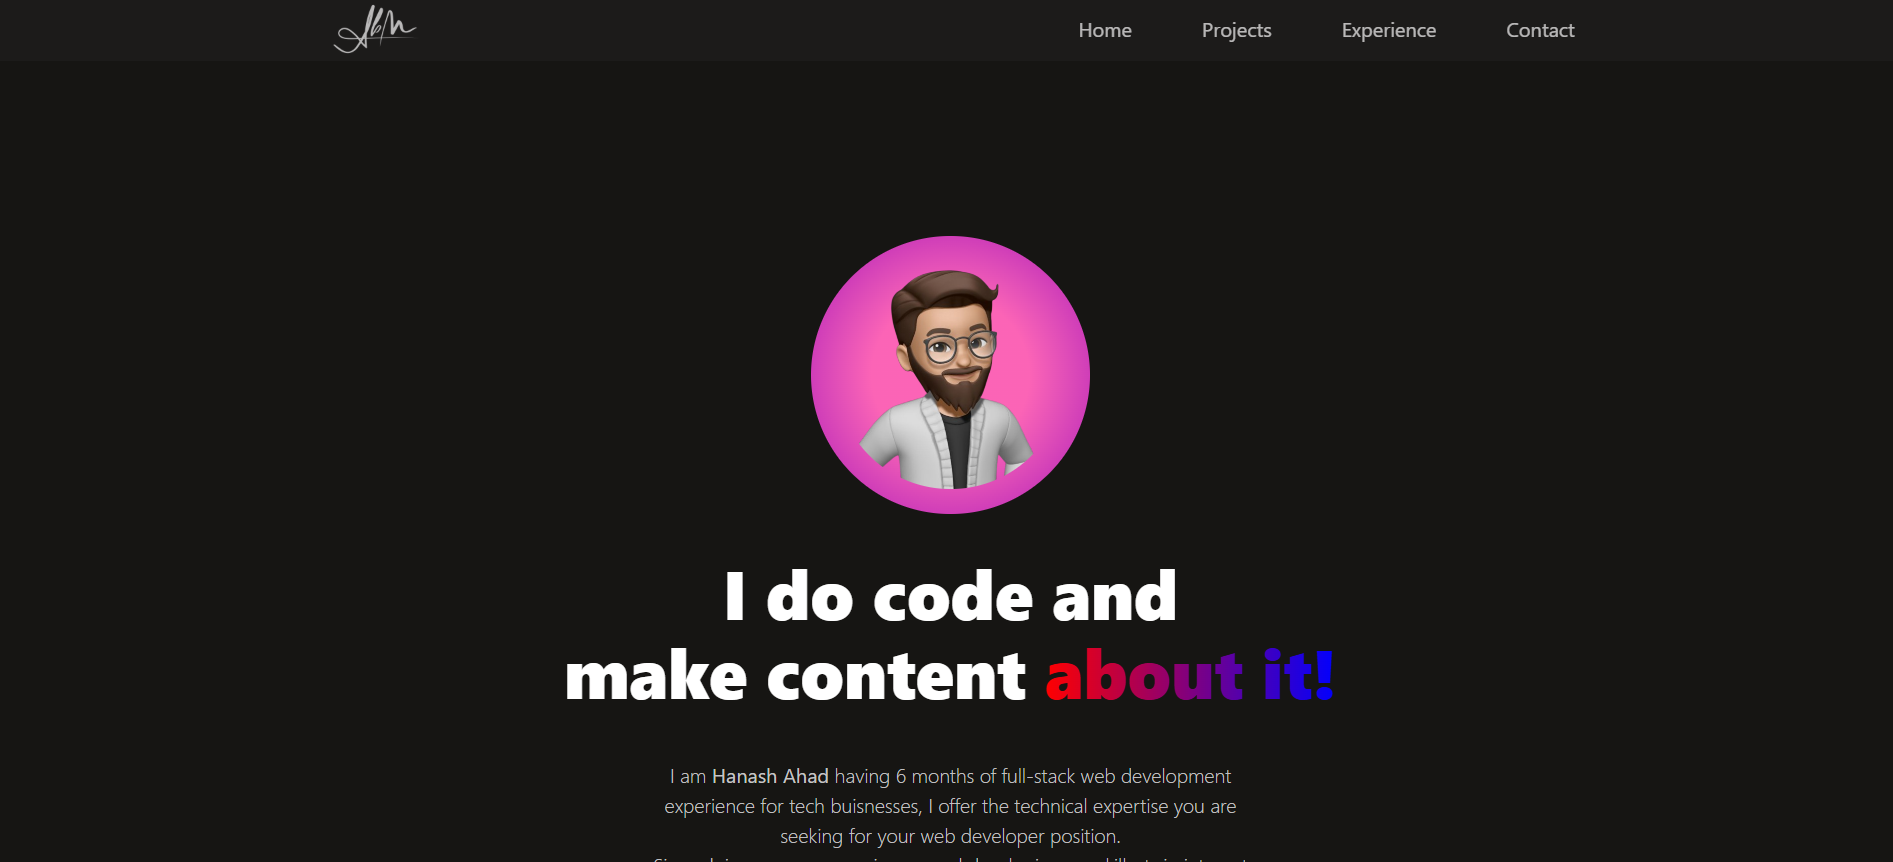 Home Projects Experience Contact
I do code and
make content about it!
I am Hanash Ahad having 6 months of full-stack web development
experience for tech buisnesses, I offer the technical expertise you are
seeking for your web developer position.